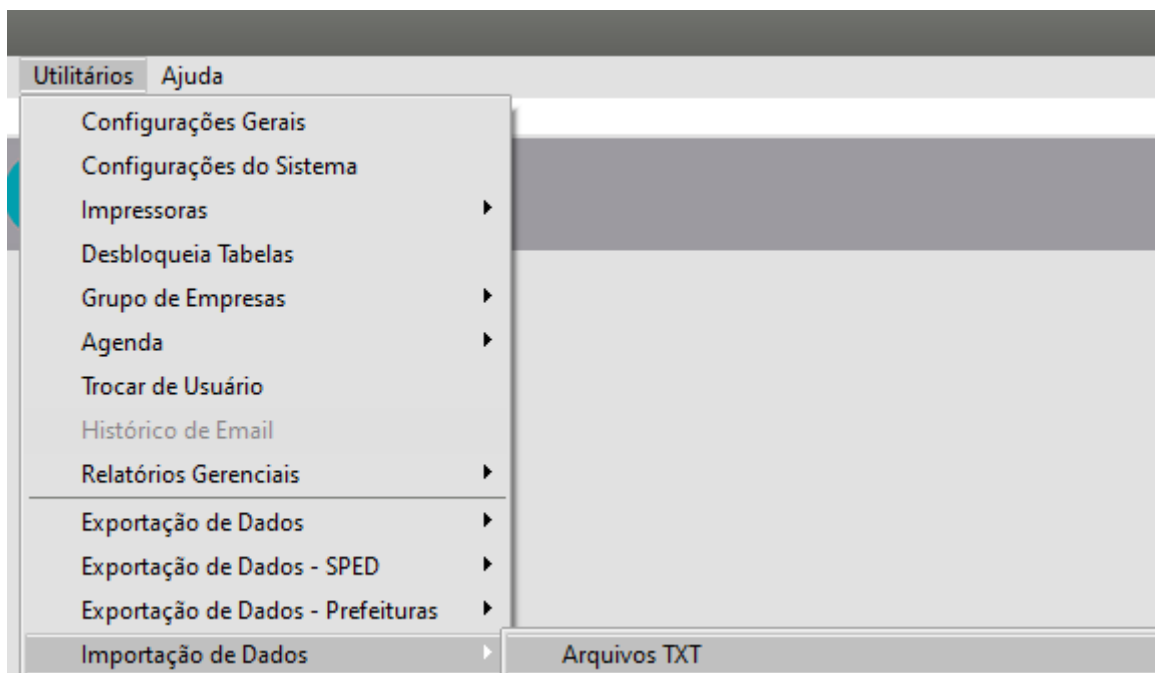 Utilitários Ajuda
Configurações Gerais
Configurações do Sistema
Impressoras
Desbloqueia Tabelas
Grupo de Empresas
Agenda
Trocar de Usuário
Histórico de Email
Relatórios Gerenciais
Exportação de Dados
Exportação de Dados - SPED
Exportação de Dados - Prefeituras
Importação de Dados Arquivos TXT